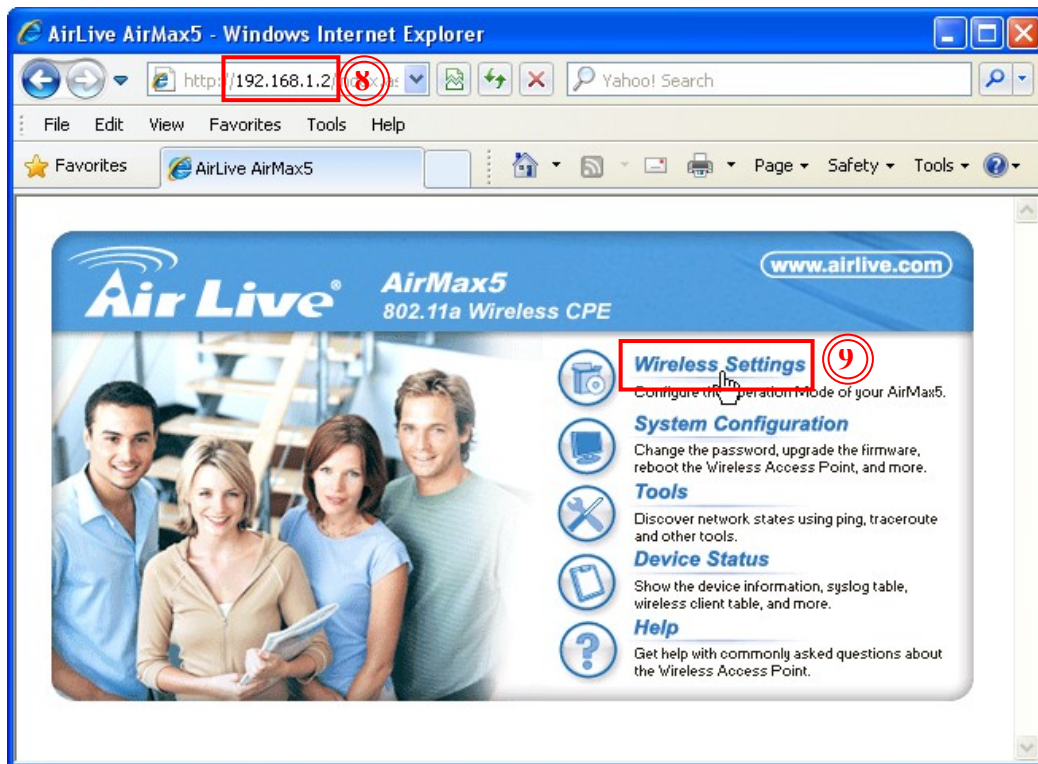 AirLive AirMax5 - Windows Internet Explorer
http://192.168.1.2/ 8
Yahoo! Search
File Edit View Favorites Tools Help
Favorites AirLive AirMax5 Page Safety Tools
Air Live® AirMax5 www.airlive.com
802.11a Wireless CPE
Wireless Settings 9
Configure the Operation Mode of your AirMax5.
System Configuration
Change the password, upgrade the firmware,
reboot the Wireless Access Point, and more.
Tools
Discover network states using ping, traceroute
and other tools.
Device Status
Show the device information, syslog table,
wireless client table, and more.
Help
Get help with commonly asked questions about
the Wireless Access Point.